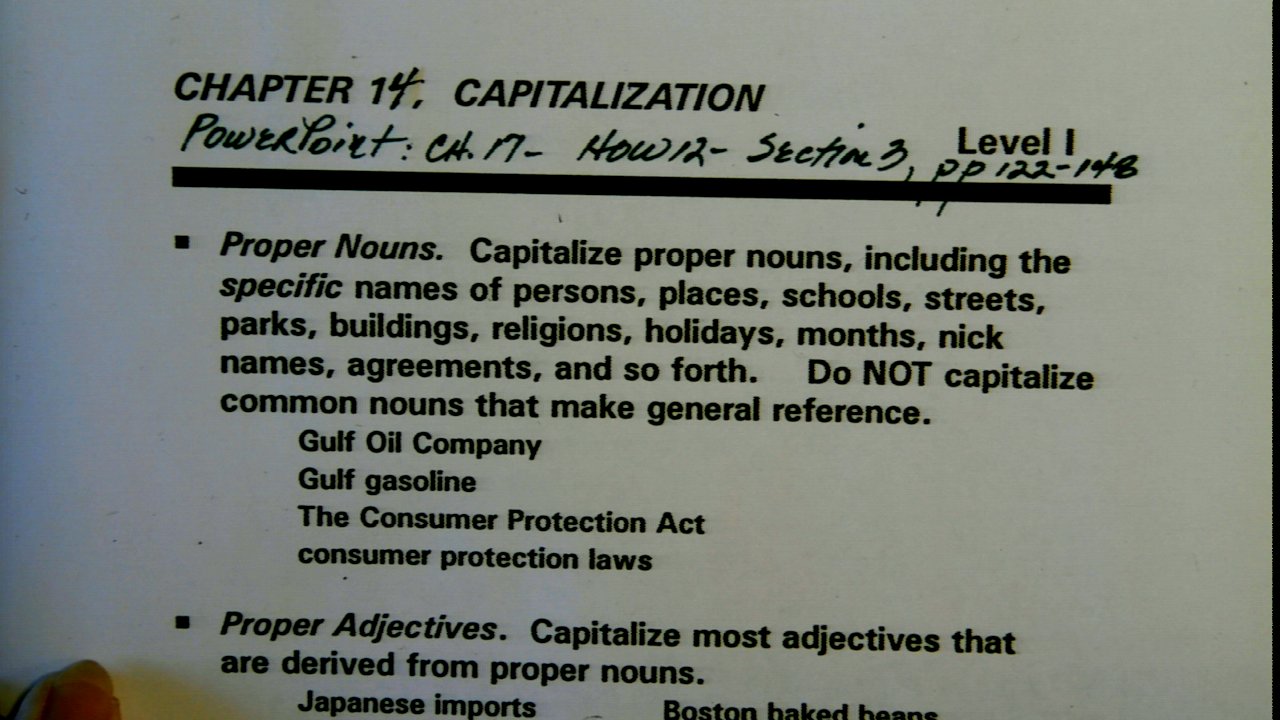 CHAPTER 14, CAPITALIZATION
Level I
PowerPoint: CH. 17- HOW12- Section 3, pp 122-148
■ Proper Nouns. Capitalize proper nouns, including the
specific names of persons, places, schools, streets,
parks, buildings, religions, holidays, months, nick
names, agreements, and so forth. Do NOT capitalize
common nouns that make general reference.
Gulf Oil Company
Gulf gasoline
The Consumer Protection Act
consumer protection laws
■ Proper Adjectives. Capitalize most adjectives that
are derived from proper nouns.
Japanese imports Boston baked beans